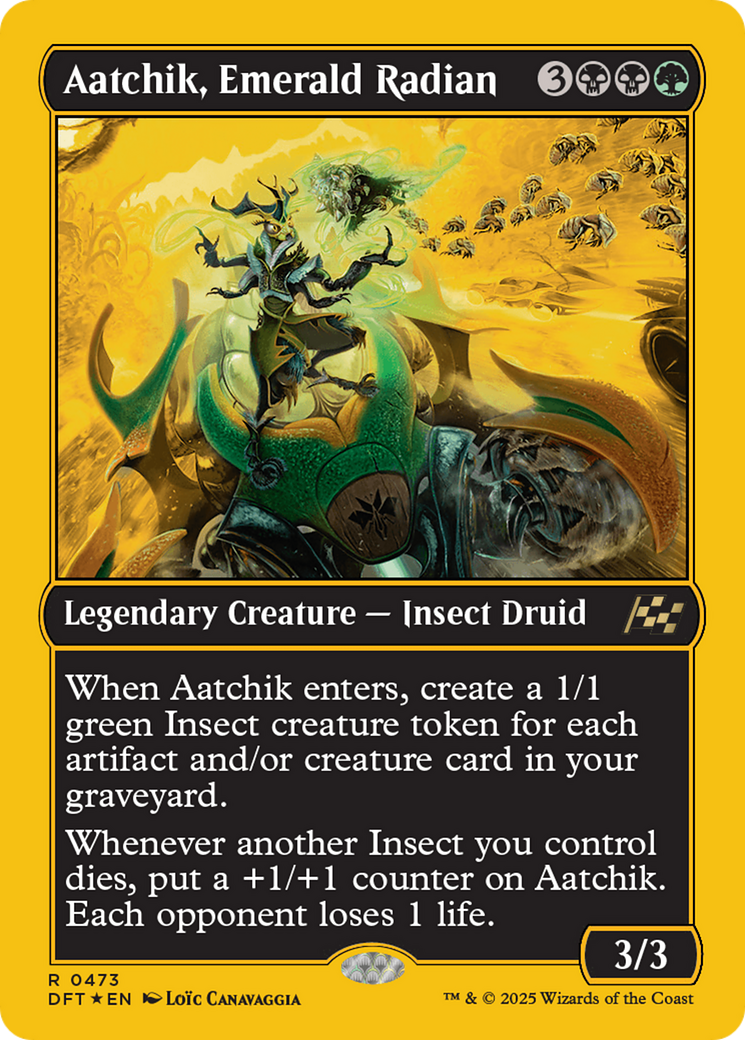 Aatchik, Emerald Radian 3
Legendary Creature — Insect Druid
When Aatchik enters, create a 1/1
green Insect creature token for each
artifact and/or creature card in your
graveyard.
Whenever another Insect you control
dies, put a +1/+1 counter on Aatchik.
Each opponent loses 1 life.
3/3
R 0473
DFT ★ EN Loïc Canavaggia
™ & © 2025 Wizards of the Coast